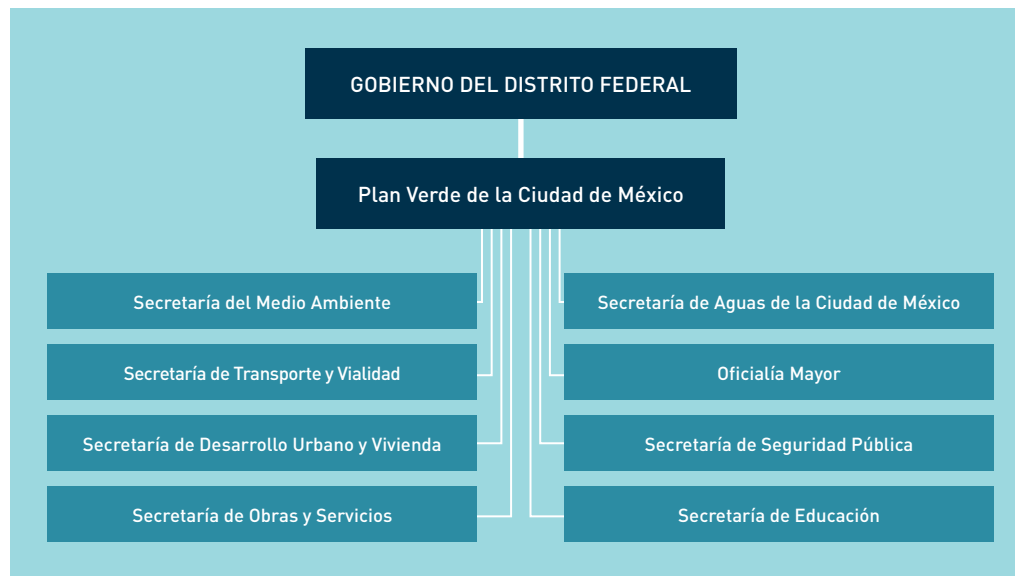 GOBIERNO DEL DISTRITO FEDERAL
Plan Verde de la Ciudad de México
Secretaría del Medio Ambiente
Secretaría de Transporte y Vialidad
Secretaría de Desarrollo Urbano y Vivienda
Secretaría de Obras y Servicios
Secretaría de Aguas de la Ciudad de México
Oficialía Mayor
Secretaría de Seguridad Pública
Secretaría de Educación